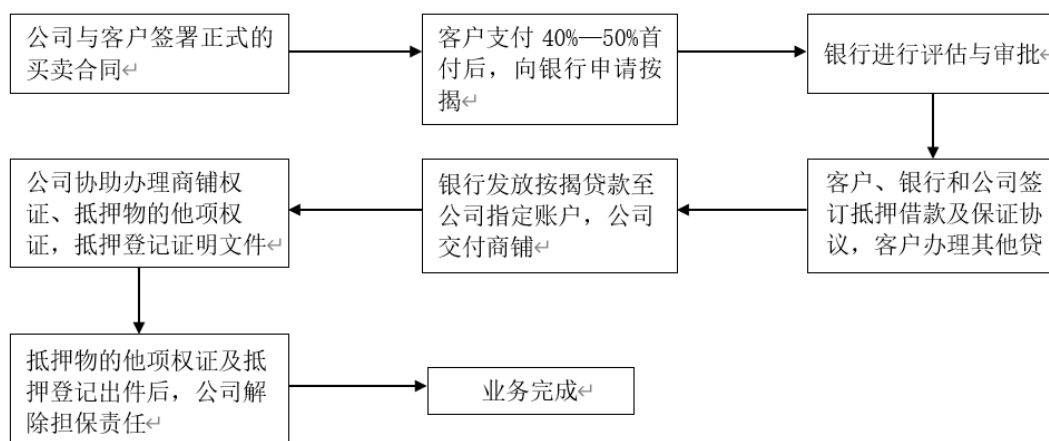 公司与客户签署正式的
买卖合同↵
客户支付 40%—50%首
付后，向银行申请按
揭↵
银行进行评估与审批↵
客户、银行和公司签
订抵押借款及保证协
议，客户办理其他贷
银行发放按揭贷款至
公司指定账户，公司
交付商铺↵
公司协助办理商铺权
证、抵押物的他项权
证，抵押登记证明文件↵
抵押物的他项权证及抵
押登记出件后，公司解
除担保责任↵
业务完成↵